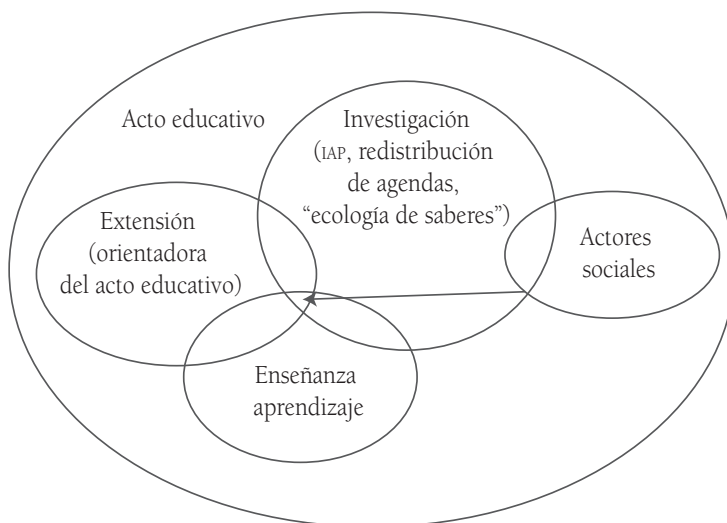 Acto educativo
Investigación
(IAP, redistribución
de agendas,
“ecología de saberes”)
Extensión
(orientadora
del acto educativo)
Actores
sociales
Enseñanza
aprendizaje